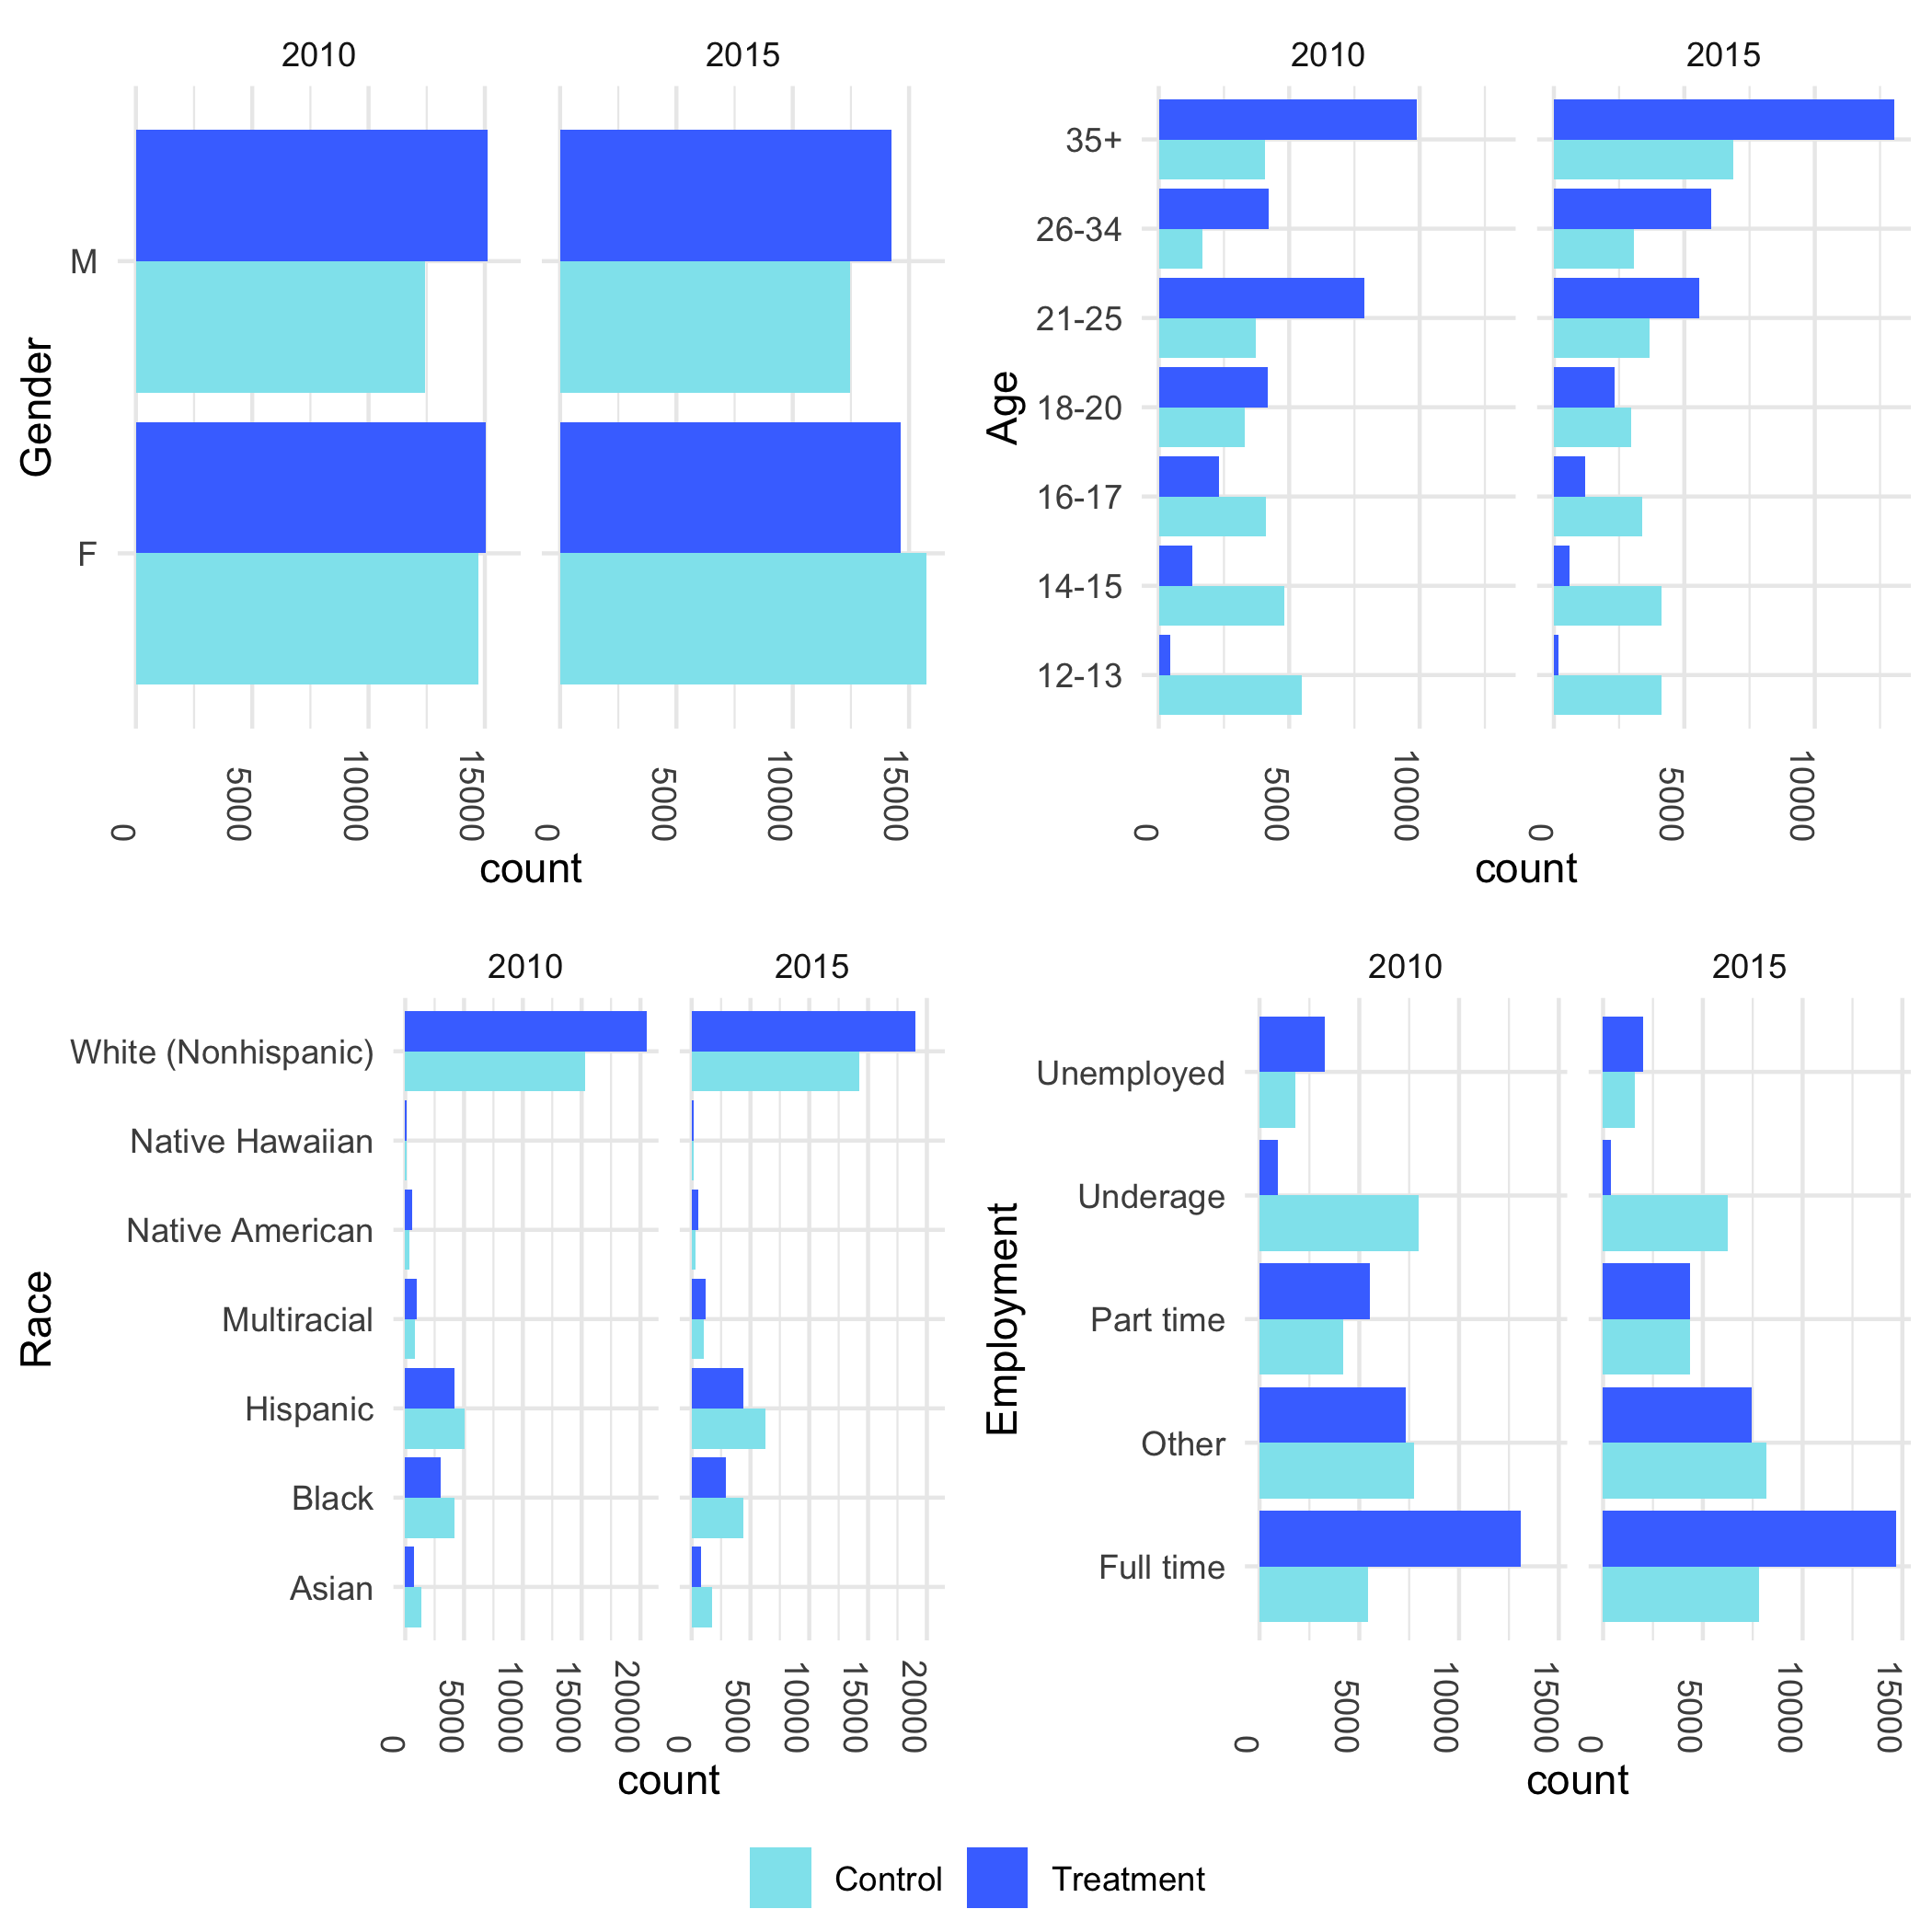 2010 2015
M
F
Gender
0 5000 10000 15000 0 5000 10000 15000
count
2010 2015
35+
26-34
21-25
18-20
16-17
14-15
12-13
Age
0 5000 10000 0 5000 10000
count
2010 2015
White (Nonhispanic)
Native Hawaiian
Native American
Multiracial
Hispanic
Black
Asian
Race
0 5000 10000 15000 20000 0 5000 10000 15000 20000
count
2010 2015
Unemployed
Underage
Part time
Other
Full time
Employment
0 5000 10000 15000 0 5000 10000 15000
count
Control Treatment